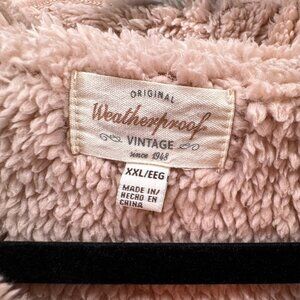 ORIGINAL
Weatherproof
VINTAGE
since 1948
XXL/EEG
MADE IN/
HECHO EN
CHINA